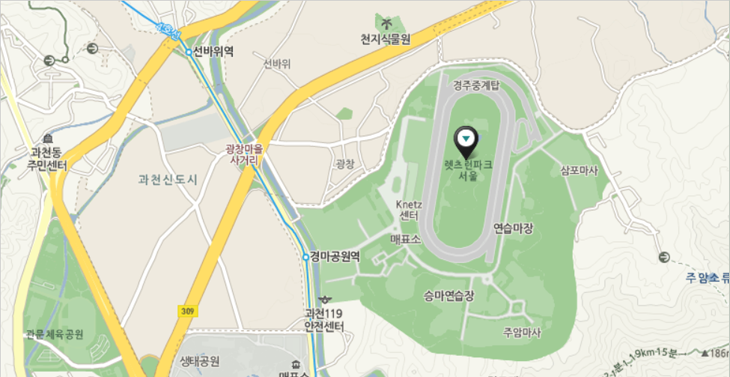 선바위역
선바위
천지식물원
경주중계탑
과천동
주민센터
광창마을
사거리
광창
렛츠런파크
서울
삼포마사
과천신도시
Knetz
센터
매표소
연습마장
경마공원역
주암소류
승마연습장
309
과천119
안전센터
관문체육공원
주암마사
생태공원
매표소
1.19km·15분
186m